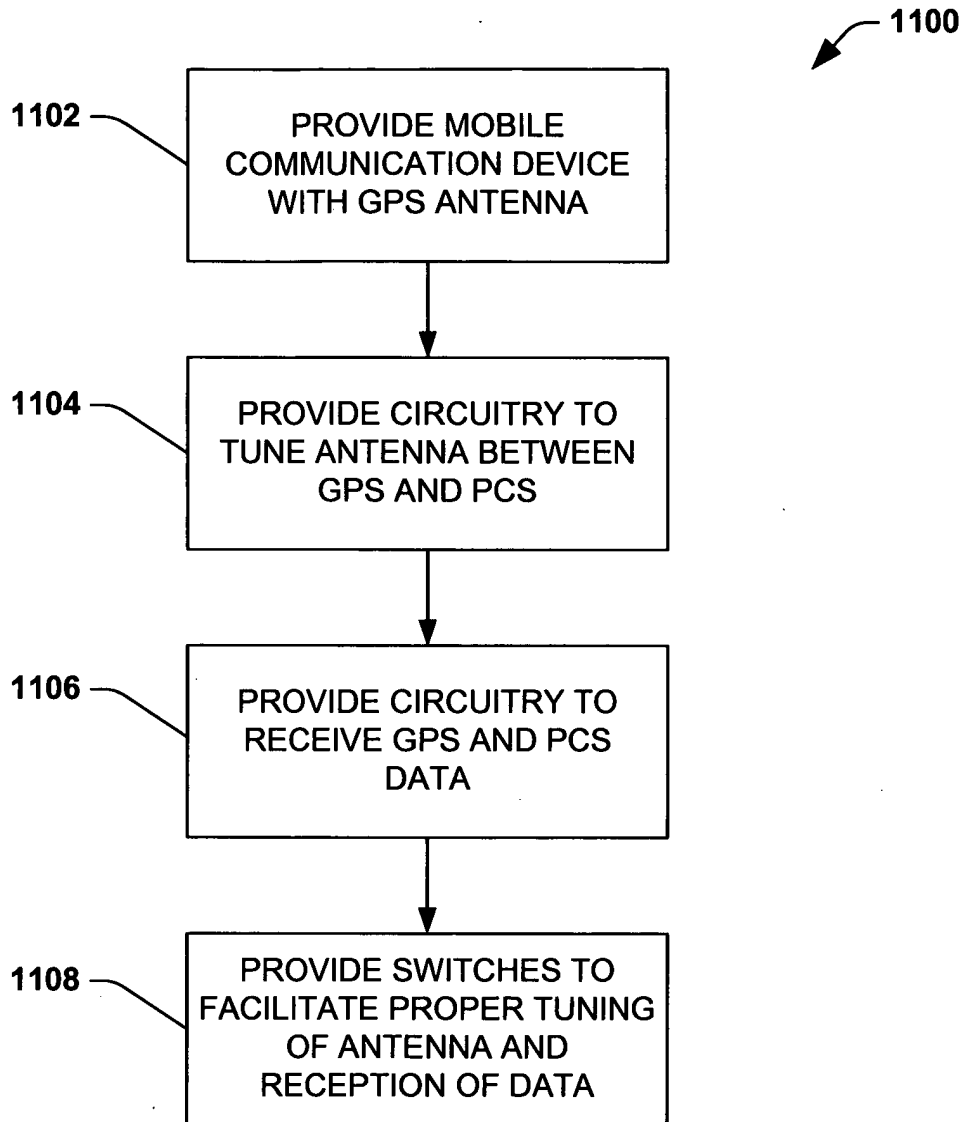 1100
1102
PROVIDE MOBILE
COMMUNICATION DEVICE
WITH GPS ANTENNA
1104
PROVIDE CIRCUITRY TO
TUNE ANTENNA BETWEEN
GPS AND PCS
1106
PROVIDE CIRCUITRY TO
RECEIVE GPS AND PCS
DATA
1108
PROVIDE SWITCHES TO
FACILITATE PROPER TUNING
OF ANTENNA AND
RECEPTION OF DATA